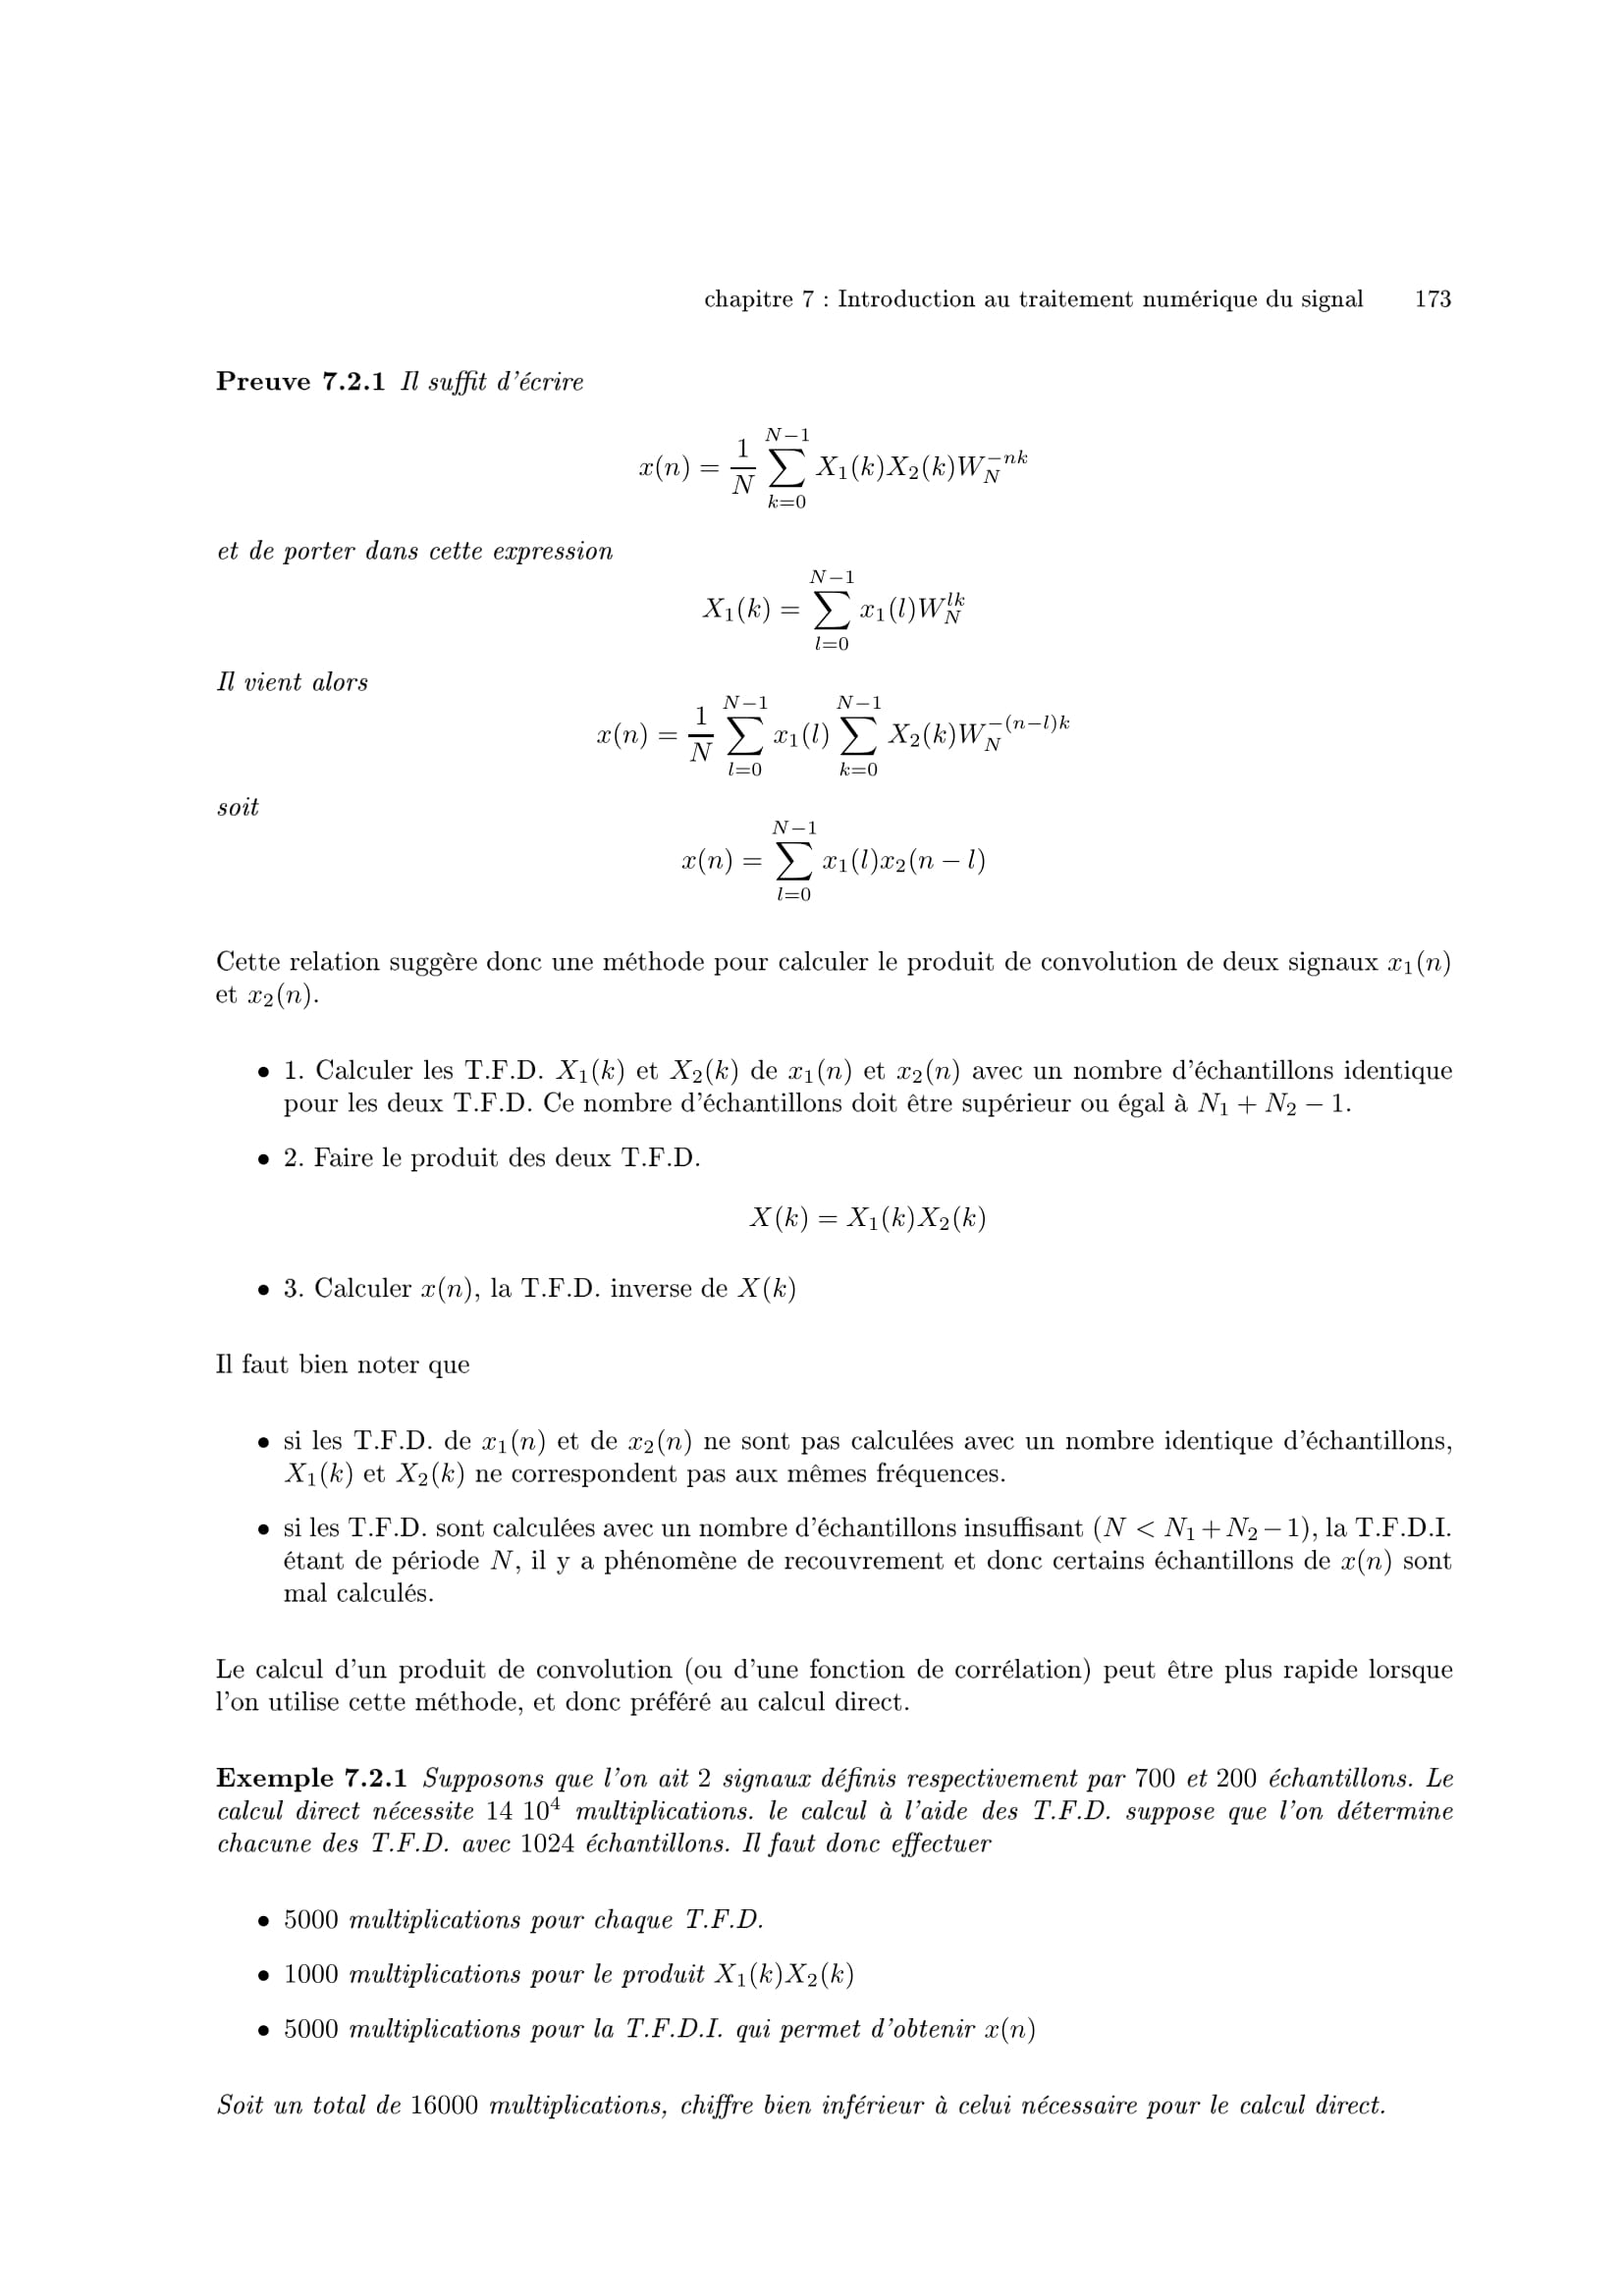 chapitre 7 : Introduction au traitement numérique du signal 173
Preuve 7.2.1 Il suffit d'écrire
$$x(n) = \frac{1}{N} \sum_{k=0}^{N-1} X_1(k)X_2(k)W_N^{-nk}$$
et de porter dans cette expression
$$X_1(k) = \sum_{l=0}^{N-1} x_1(l)W_N^{lk}$$
Il vient alors
$$x(n) = \frac{1}{N} \sum_{l=0}^{N-1} x_1(l) \sum_{k=0}^{N-1} X_2(k)W_N^{-(n-l)k}$$
soit
$$x(n) = \sum_{l=0}^{N-1} x_1(l)x_2(n-l)$$
Cette relation suggère donc une méthode pour calculer le produit de convolution de deux signaux $x_1(n)$
et $x_2(n)$.
• 1. Calculer les T.F.D. $X_1(k)$ et $X_2(k)$ de $x_1(n)$ et $x_2(n)$ avec un nombre d'échantillons identique
pour les deux T.F.D. Ce nombre d'échantillons doit être supérieur ou égal à $N_1 + N_2 - 1$.
• 2. Faire le produit des deux T.F.D.
$$X(k) = X_1(k)X_2(k)$$
• 3. Calculer $x(n)$, la T.F.D. inverse de $X(k)$
Il faut bien noter que
• si les T.F.D. de $x_1(n)$ et de $x_2(n)$ ne sont pas calculées avec un nombre identique d'échantillons,
$X_1(k)$ et $X_2(k)$ ne correspondent pas aux mêmes fréquences.
• si les T.F.D. sont calculées avec un nombre d'échantillons insuffisant ($N < N_1 + N_2 - 1$), la T.F.D.I.
étant de période $N$, il y a phénomène de recouvrement et donc certains échantillons de $x(n)$ sont
mal calculés.
Le calcul d'un produit de convolution (ou d'une fonction de corrélation) peut être plus rapide lorsque
l'on utilise cette méthode, et donc préféré au calcul direct.
Exemple 7.2.1 Supposons que l'on ait 2 signaux définis respectivement par 700 et 200 échantillons. Le
calcul direct nécessite 14 $10^4$ multiplications. le calcul à l'aide des T.F.D. suppose que l'on détermine
chacune des T.F.D. avec 1024 échantillons. Il faut donc effectuer
• 5000 multiplications pour chaque T.F.D.
• 1000 multiplications pour le produit $X_1(k)X_2(k)$
• 5000 multiplications pour la T.F.D.I. qui permet d'obtenir $x(n)$
Soit un total de 16000 multiplications, chiffre bien inférieur à celui nécessaire pour le calcul direct.